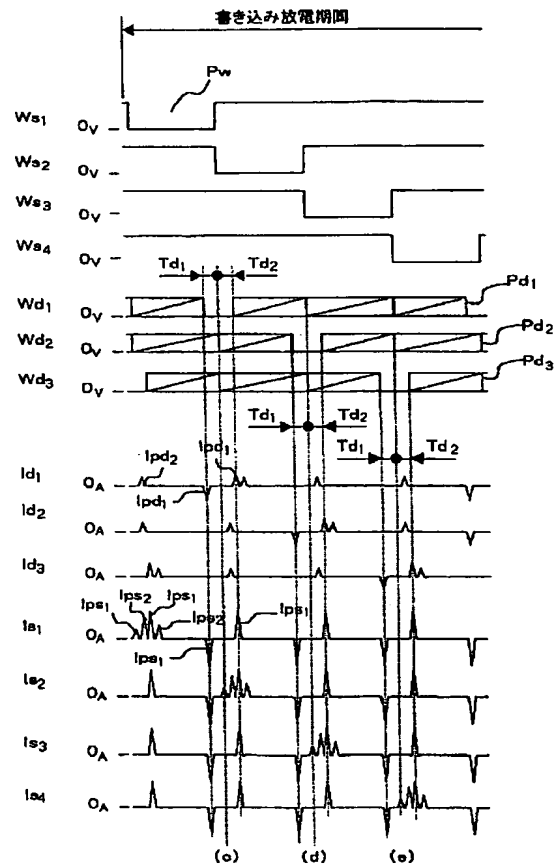 書き込み放電期間
Pw
Ws1 0V
Ws2 0V
Ws3 0V
Ws4 0V
Td1 Td2
Wd1 0V Pd1
Wd2 0V Pd2
Wd3 0V Pd3
Td1 Td2
Td1 Td2
Id1 0A Ipd2 Ipd1
Ipd1
Id2 0A
Id3 0A
Ips1 Ips2 Ips1 Ips2 Ips1
Is1 0A
Ips1
Is2 0A
Is3 0A
Is4 0A
(c) (d) (e)